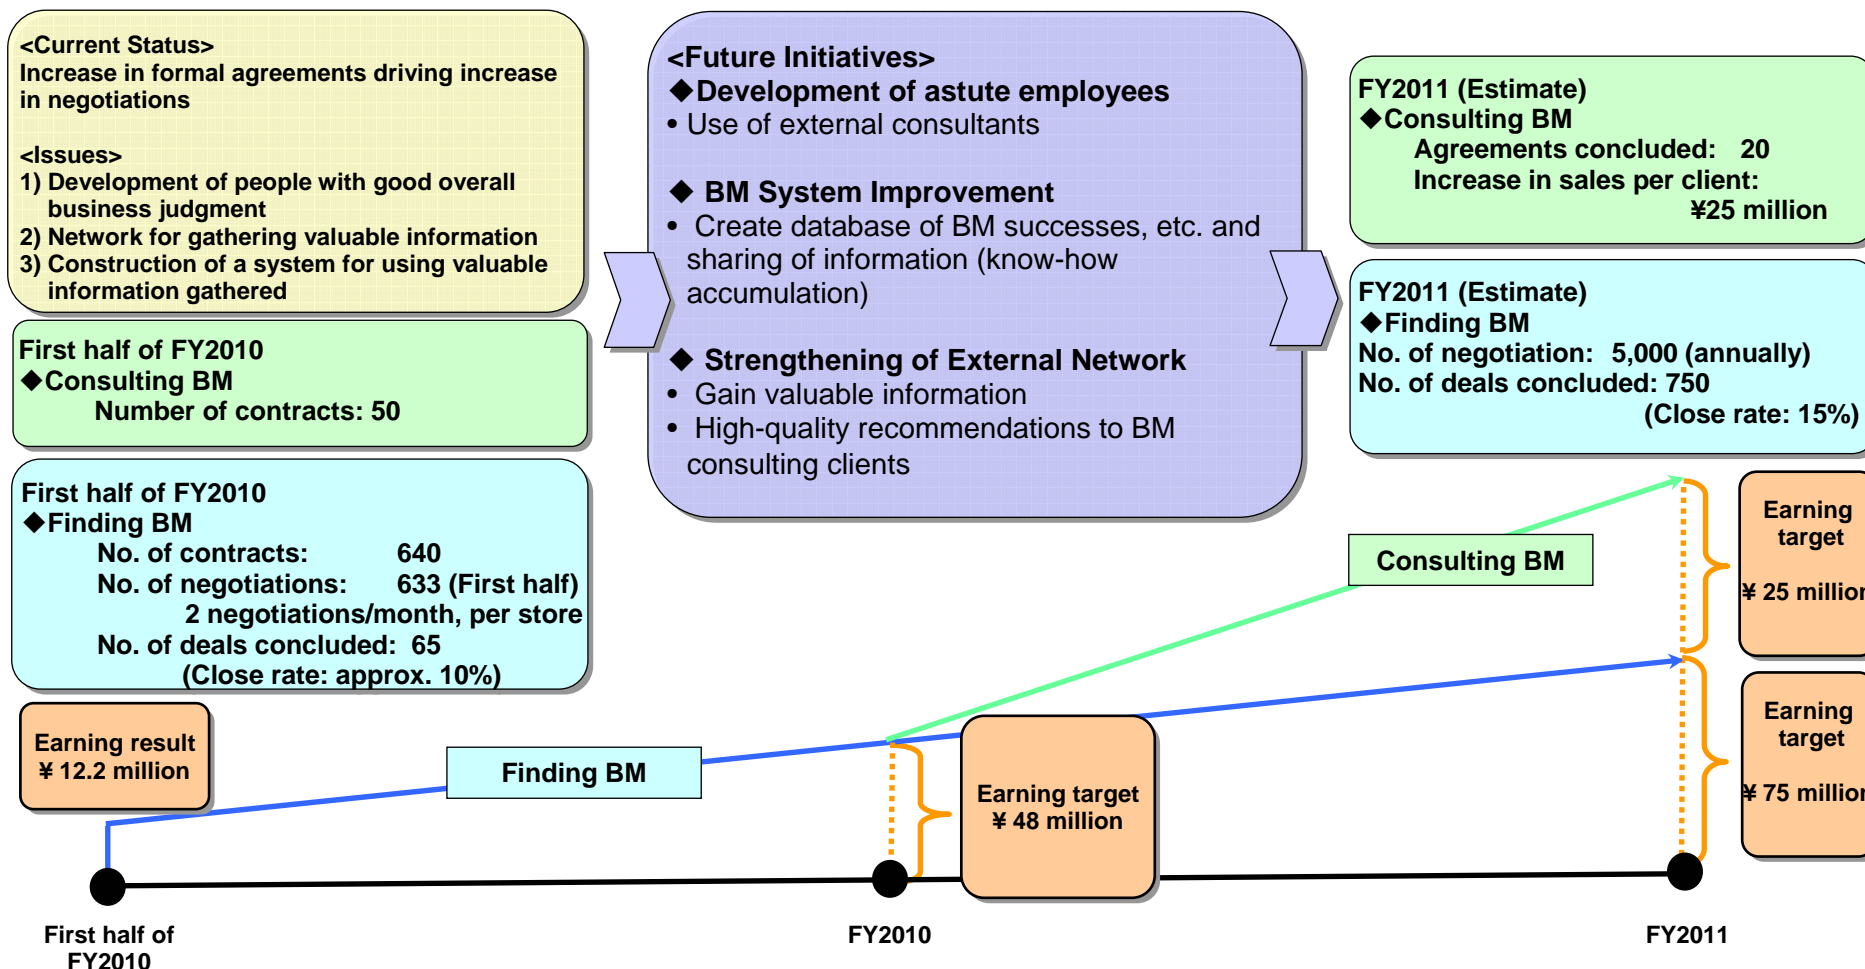 <Current Status>
Increase in formal agreements driving increase
in negotiations
<Issues>
1) Development of people with good overall
business judgment
2) Network for gathering valuable information
3) Construction of a system for using valuable
information gathered
First half of FY2010
◆Consulting BM
Number of contracts: 50
First half of FY2010
◆Finding BM
No. of contracts: 640
No. of negotiations: 633 (First half)
2 negotiations/month, per store
No. of deals concluded: 65
(Close rate: approx. 10%)
<Future Initiatives>
◆Development of astute employees
• Use of external consultants
◆ BM System Improvement
• Create database of BM successes, etc. and
sharing of information (know-how
accumulation)
◆ Strengthening of External Network
• Gain valuable information
• High-quality recommendations to BM
consulting clients
FY2011 (Estimate)
◆Consulting BM
Agreements concluded: 20
Increase in sales per client:
¥25 million
FY2011 (Estimate)
◆Finding BM
No. of negotiation: 5,000 (annually)
No. of deals concluded: 750
(Close rate: 15%)
Earning result
¥ 12.2 million
Finding BM
Consulting BM
Earning target
¥ 48 million
Earning
target
¥ 25 million
Earning
target
¥ 75 million
First half of
FY2010
FY2010
FY2011